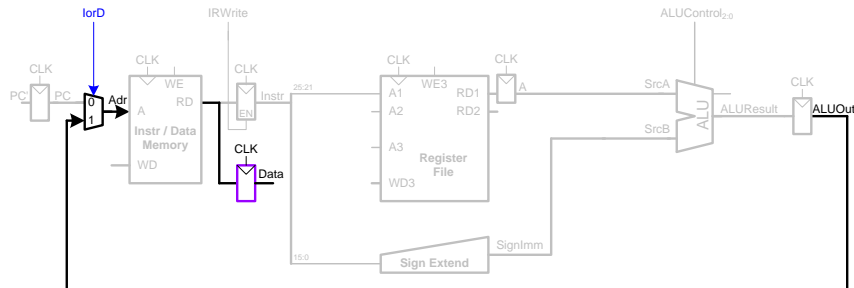 IorD
IRWrite
ALUControl2:0
CLK
CLK
CLK
CLK
CLK
CLK
PC'
PC
0
1
Adr
WE
A
RD
Instr / Data
Memory
WD
EN
Instr
CLK
Data
25:21
A1
A2
A3
WD3
WE3
RD1
RD2
Register
File
A
SrcA
SrcB
ALU
ALUResult
ALUOut
SignImm
15:0
Sign Extend